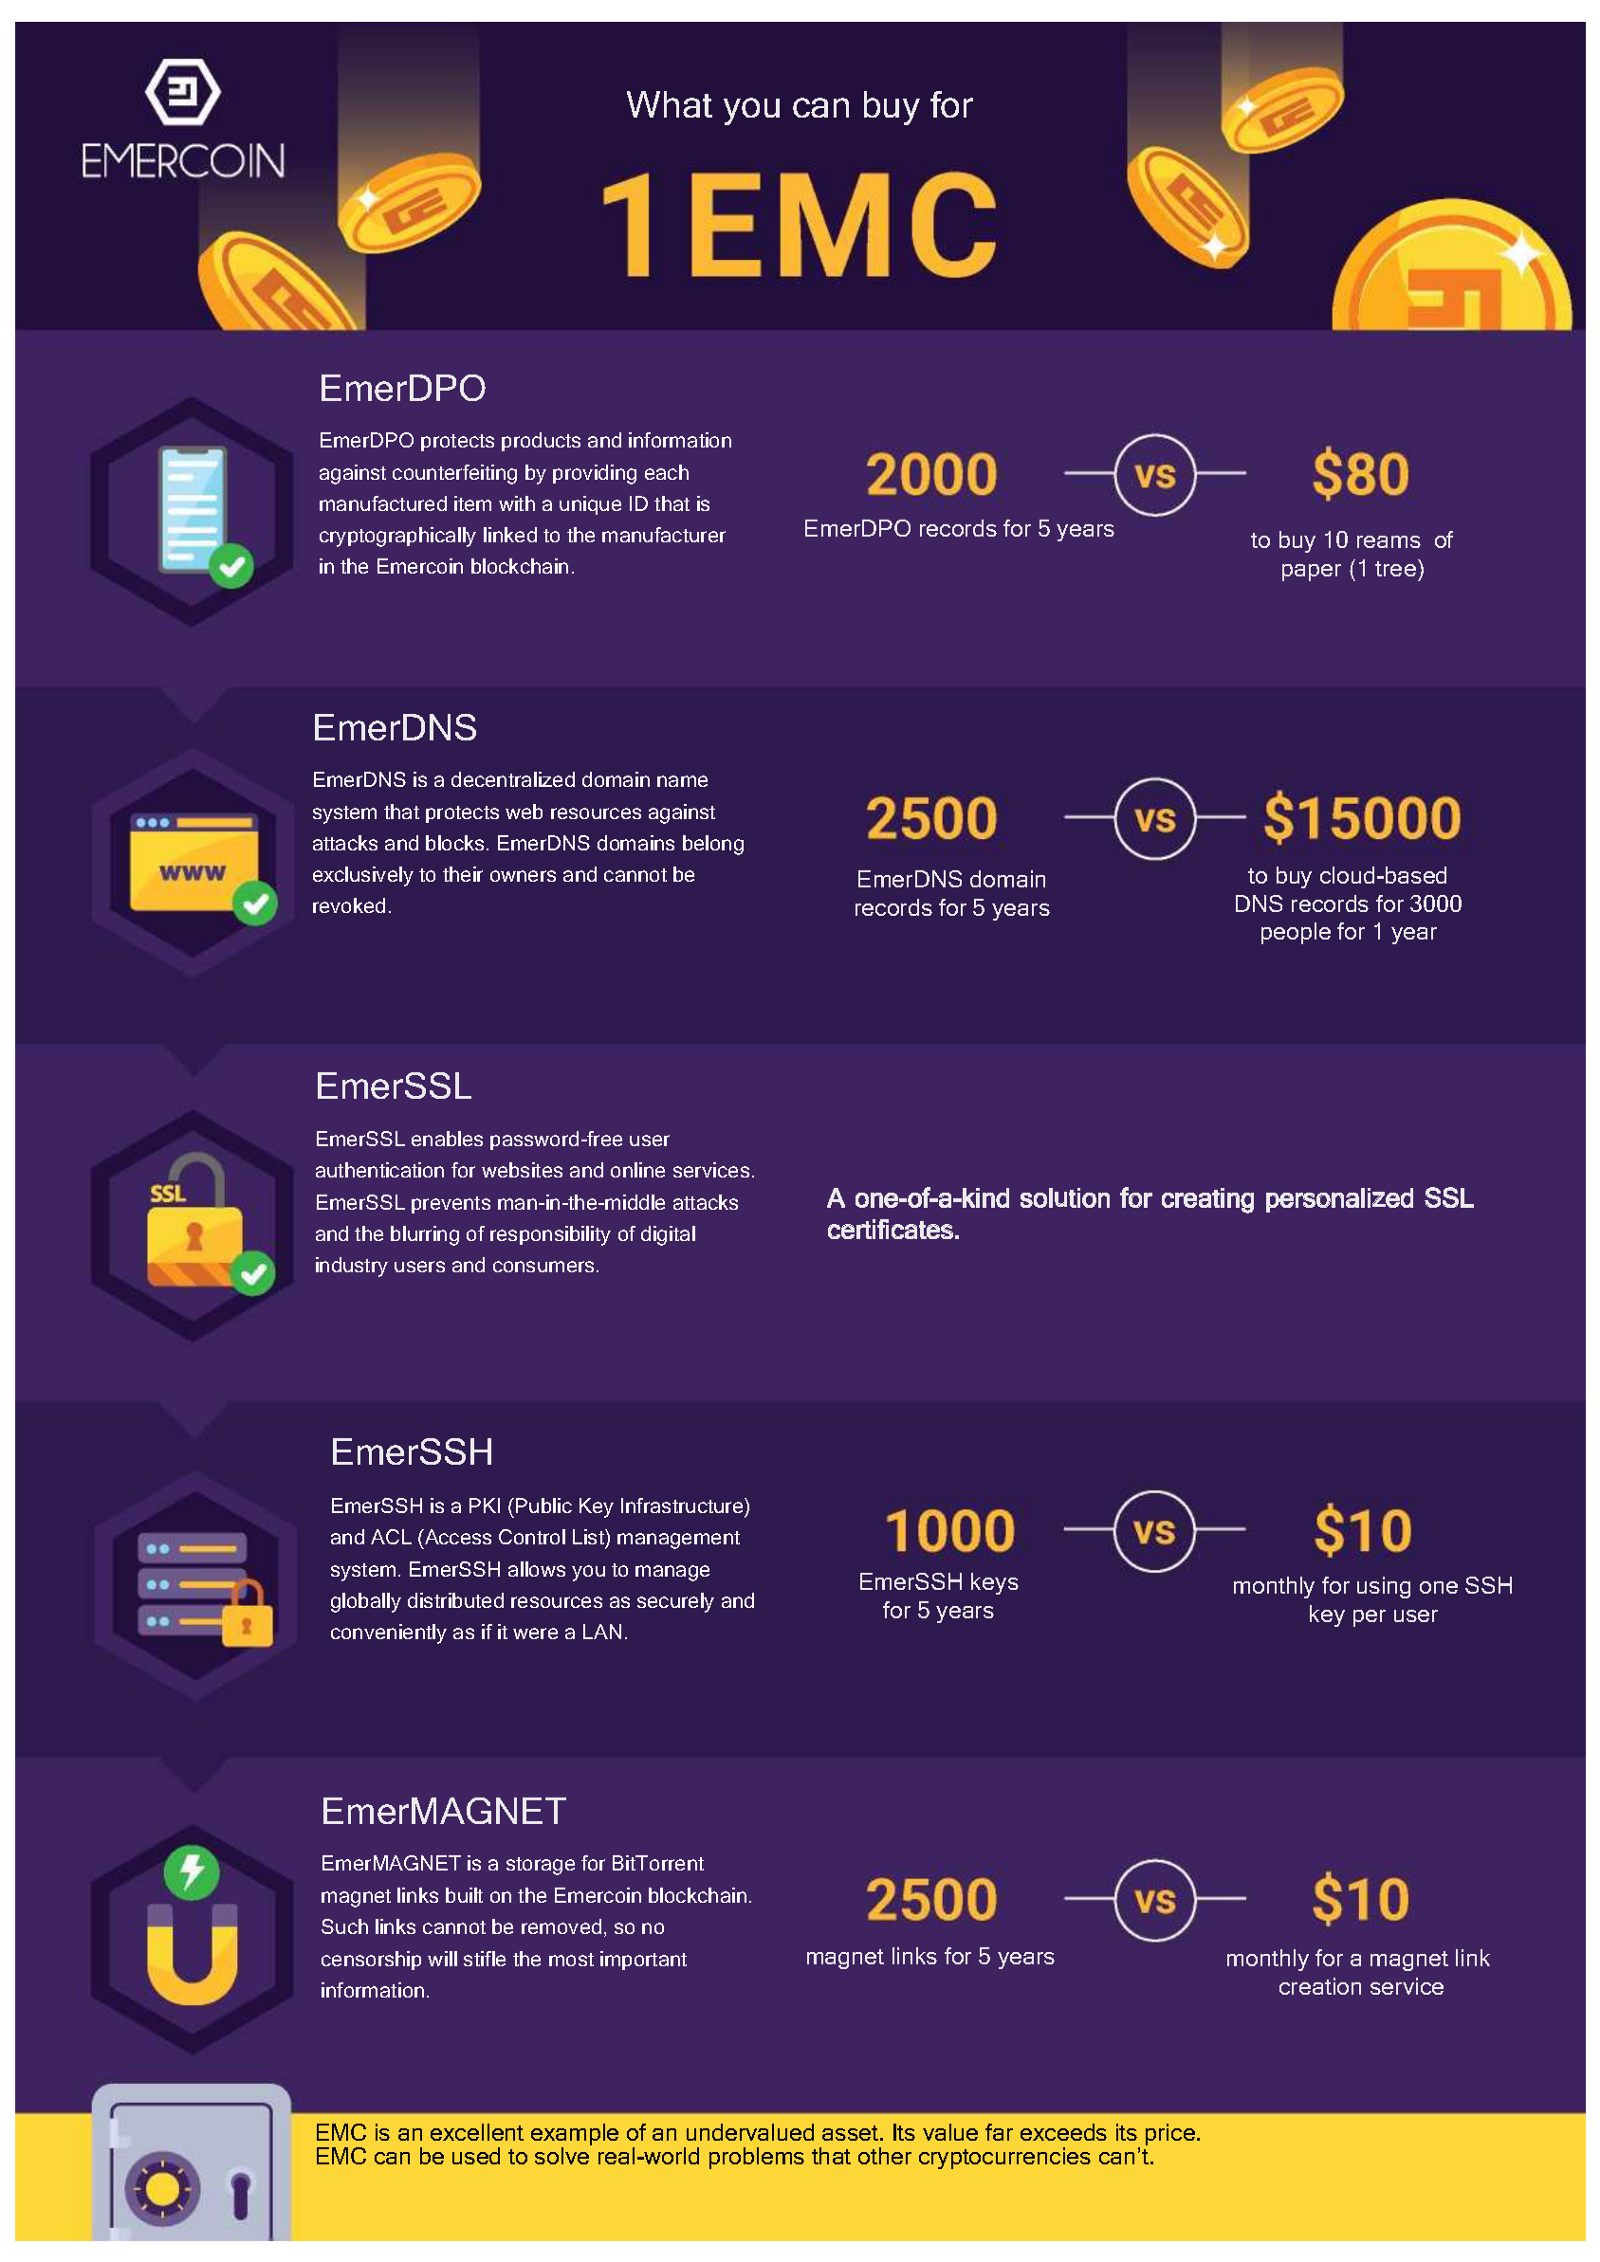 EMERCOIN
What you can buy for
1EMC
EmerDPO
EmerDPO protects products and information
against counterfeiting by providing each
manufactured item with a unique ID that is
cryptographically linked to the manufacturer
in the Emercoin blockchain.
2000
EmerDPO records for 5 years
vs
$80
to buy 10 reams of
paper (1 tree)
EmerDNS
EmerDNS is a decentralized domain name
system that protects web resources against
attacks and blocks. EmerDNS domains belong
exclusively to their owners and cannot be
revoked.
www
2500
EmerDNS domain
records for 5 years
vs
$15000
to buy cloud-based
DNS records for 3000
people for 1 year
EmerSSL
EmerSSL enables password-free user
authentication for websites and online services.
EmerSSL prevents man-in-the-middle attacks
and the blurring of responsibility of digital
industry users and consumers.
SSL
A one-of-a-kind solution for creating personalized SSL
certificates.
EmerSSH
EmerSSH is a PKI (Public Key Infrastructure)
and ACL (Access Control List) management
system. EmerSSH allows you to manage
globally distributed resources as securely and
conveniently as if it were a LAN.
1000
EmerSSH keys
for 5 years
vs
$10
monthly for using one SSH
key per user
EmerMAGNET
EmerMAGNET is a storage for BitTorrent
magnet links built on the Emercoin blockchain.
Such links cannot be removed, so no
censorship will stifle the most important
information.
2500
magnet links for 5 years
vs
$10
monthly for a magnet link
creation service
EMC is an excellent example of an undervalued asset. Its value far exceeds its price.
EMC can be used to solve real-world problems that other cryptocurrencies can't.